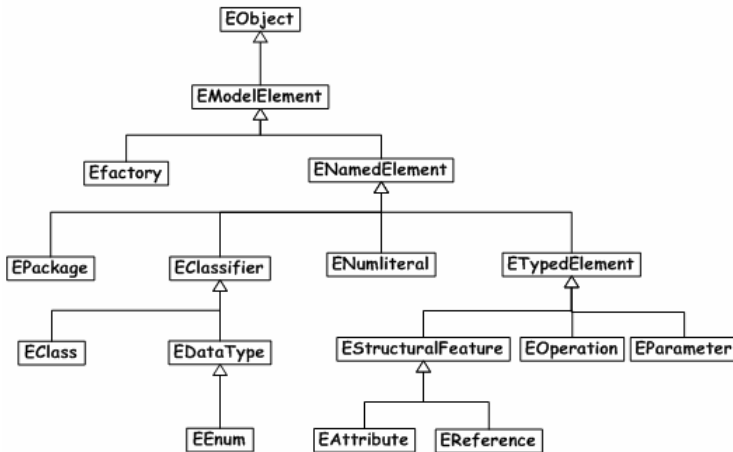 EObject
EModelElement
Efactory
ENamedElement
EPackage
EClassifier
ENumliteral
ETypedElement
EClass
EDataType
EStructuralFeature
EOperation
EParameter
EEnum
EAttribute
EReference